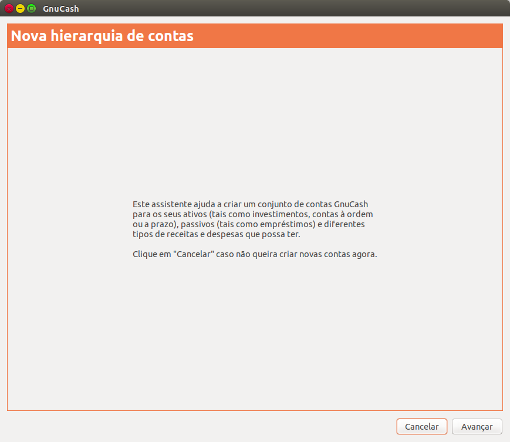 GnuCash
Nova hierarquia de contas
Este assistente ajuda a criar um conjunto de contas GnuCash
para os seus ativos (tais como investimentos, contas à ordem
ou a prazo), passivos (tais como empréstimos) e diferentes
tipos de receitas e despesas que possa ter.
Clique em "Cancelar" caso não queira criar novas contas agora.
Cancelar
Avançar